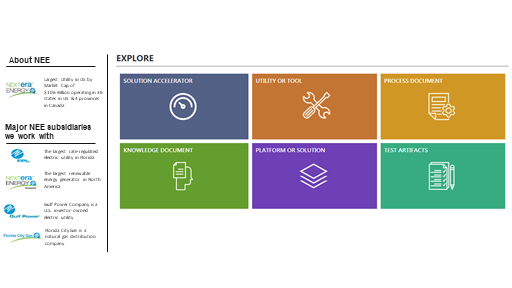 About NEE
EXPLORE
NEXTera
ENERGY
Largest Utility in US by
Market Cap of
$106 Billion operating in 36
states in US & 4 province
in Canada
Major NEE subsidiaries
we work with
FPL
The largest rate-regulated
electric utility in Florida
NEXTera
ENERGY
The largest renewable
energy generator in North
America
Gulf Power
Gulf Power Company is a
U.S. investor-owned
electric utility
Florida City Gas
Florida City Gas is a
natural gas distribution
company
SOLUTION ACCELERATOR
UTILITY OR TOOL
PROCESS DOCUMENT
KNOWLEDGE DOCUMENT
PLATFORM OR SOLUTION
TEST ARTIFACTS